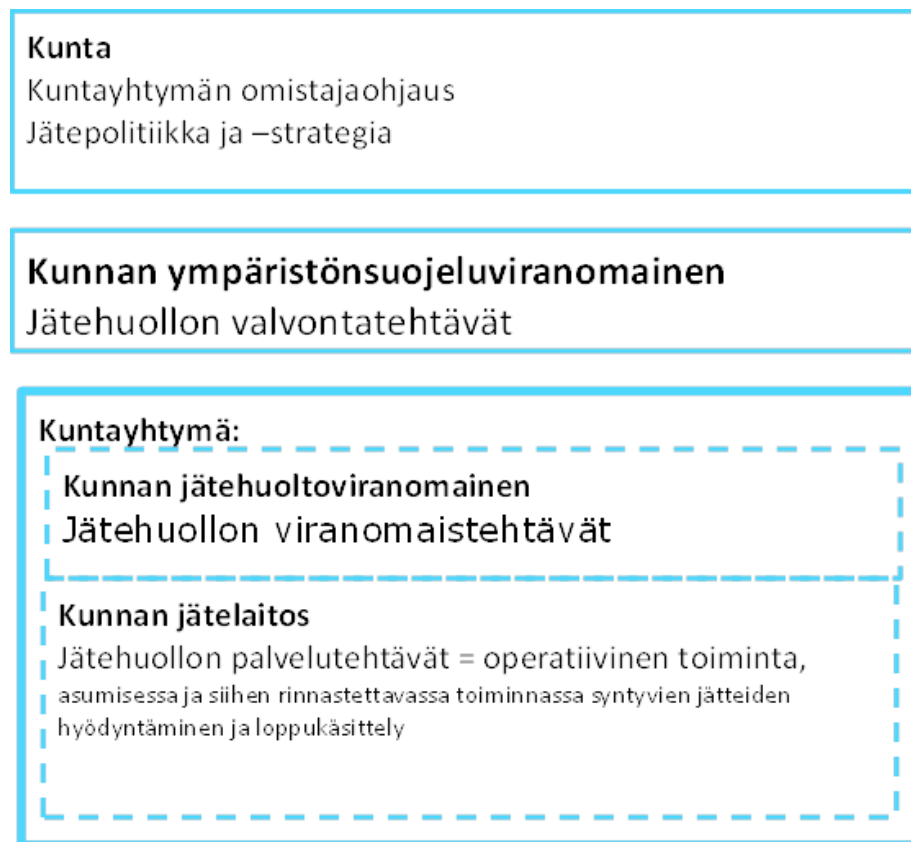 Kunta
Kuntayhtymän omistajaohjaus
Jätepolitiikka ja –strategia
Kunnan ympäristönsuojeluviranomainen
Jätehuollon valvontatehtävät
Kuntayhtymä:
Kunnan jätehuoltoviranomainen
Jätehuollon viranomaistehtävät
Kunnan jätelaitos
Jätehuollon palvelutehtävät = operatiivinen toiminta,
asumisessa ja siihen rinnastettavassa toiminnassa syntyvien jätteiden
hyödyntäminen ja loppukäsittely